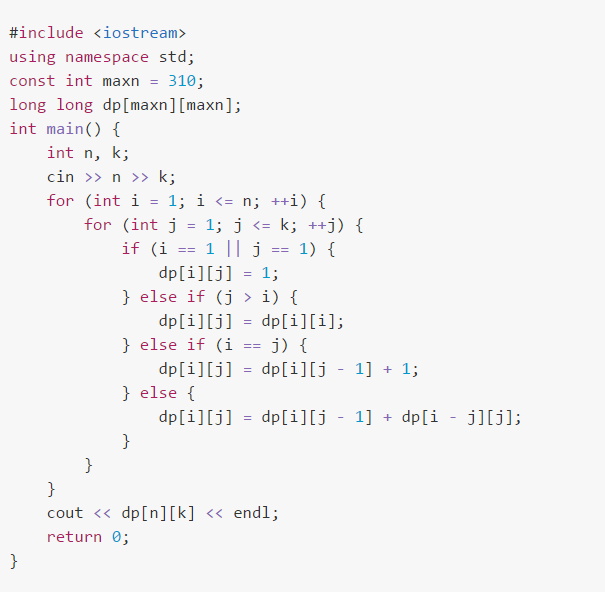 #include <iostream>
using namespace std;
const int maxn = 310;
long long dp[maxn][maxn];
int main() {
    int n, k;
    cin >> n >> k;
    for (int i = 1; i <= n; ++i) {
        for (int j = 1; j <= k; ++j) {
            if (i == 1 || j == 1) {
                dp[i][j] = 1;
            } else if (j > i) {
                dp[i][j] = dp[i][i];
            } else if (i == j) {
                dp[i][j] = dp[i][j - 1] + 1;
            } else {
                dp[i][j] = dp[i][j - 1] + dp[i - j][j];
            }
        }
    }
    cout << dp[n][k] << endl;
    return 0;
}